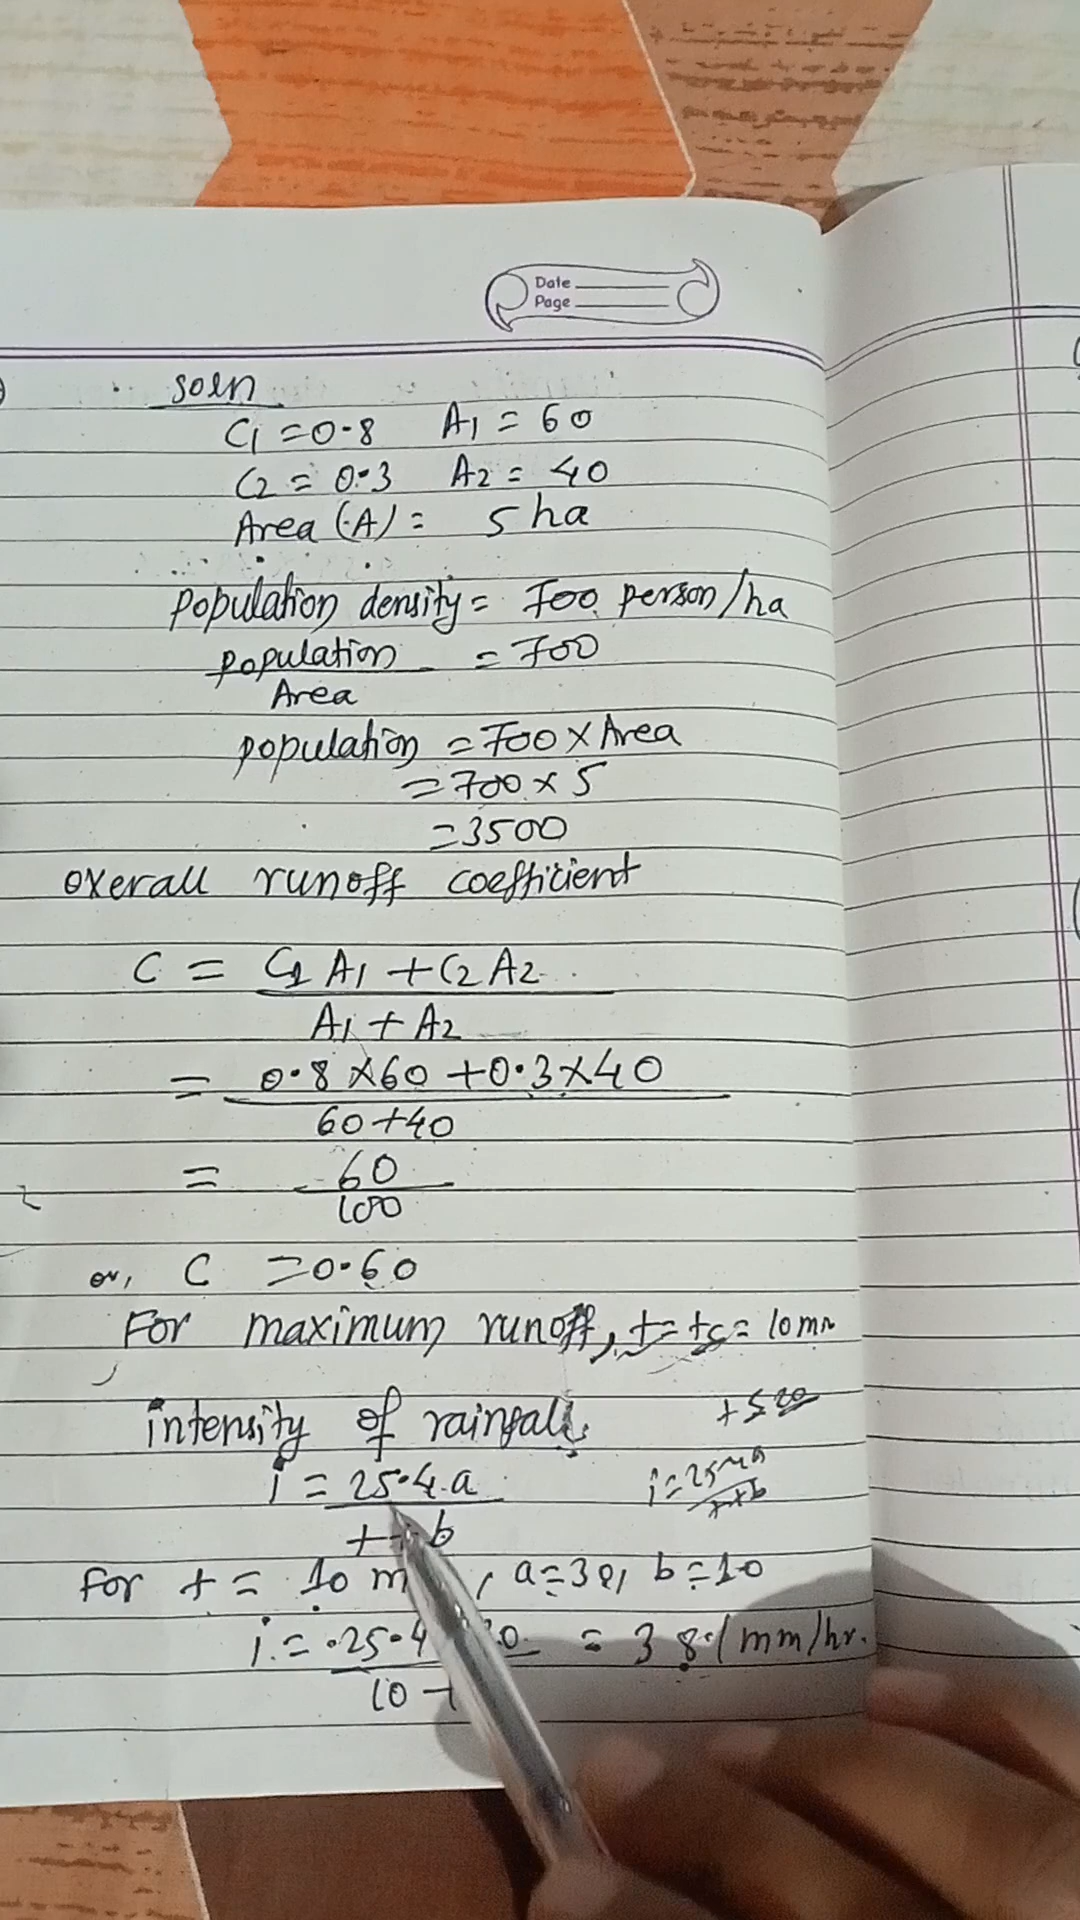 Date
Page
soln
C1 = 0.8 A1 = 60
C2 = 0.3 A2 = 40
Area (A) = 5 ha
population density = 700 person/ha
population = 700
Area
population = 700 × Area
= 700 × 5
= 3500
overall runoff coefficient
C = C1 A1 + C2 A2
A1 + A2
= 0.8 × 60 + 0.3 × 40
60 + 40
= 60
100
or, C = 0.60
For maximum runoff, t = tc = 10 mn
intensity of rainfall
i = 25.4 a
t + b
For t = 10 m , a = 30, b = 10
i = 25.4 30 = 38.1 mm/hr.
10 +